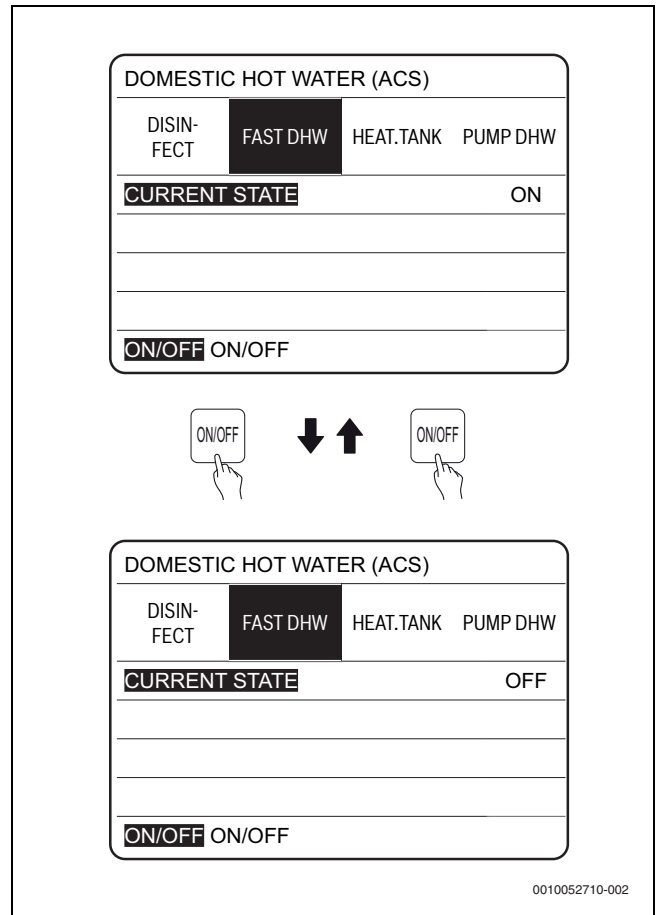 DOMESTIC HOT WATER (ACS)
DISIN-
FECT
FAST DHW
HEAT.TANK
PUMP DHW
CURRENT STATE ON
ON/OFF ON/OFF
ON/OFF
ON/OFF
DOMESTIC HOT WATER (ACS)
DISIN-
FECT
FAST DHW
HEAT.TANK
PUMP DHW
CURRENT STATE OFF
ON/OFF ON/OFF
0010052710-002